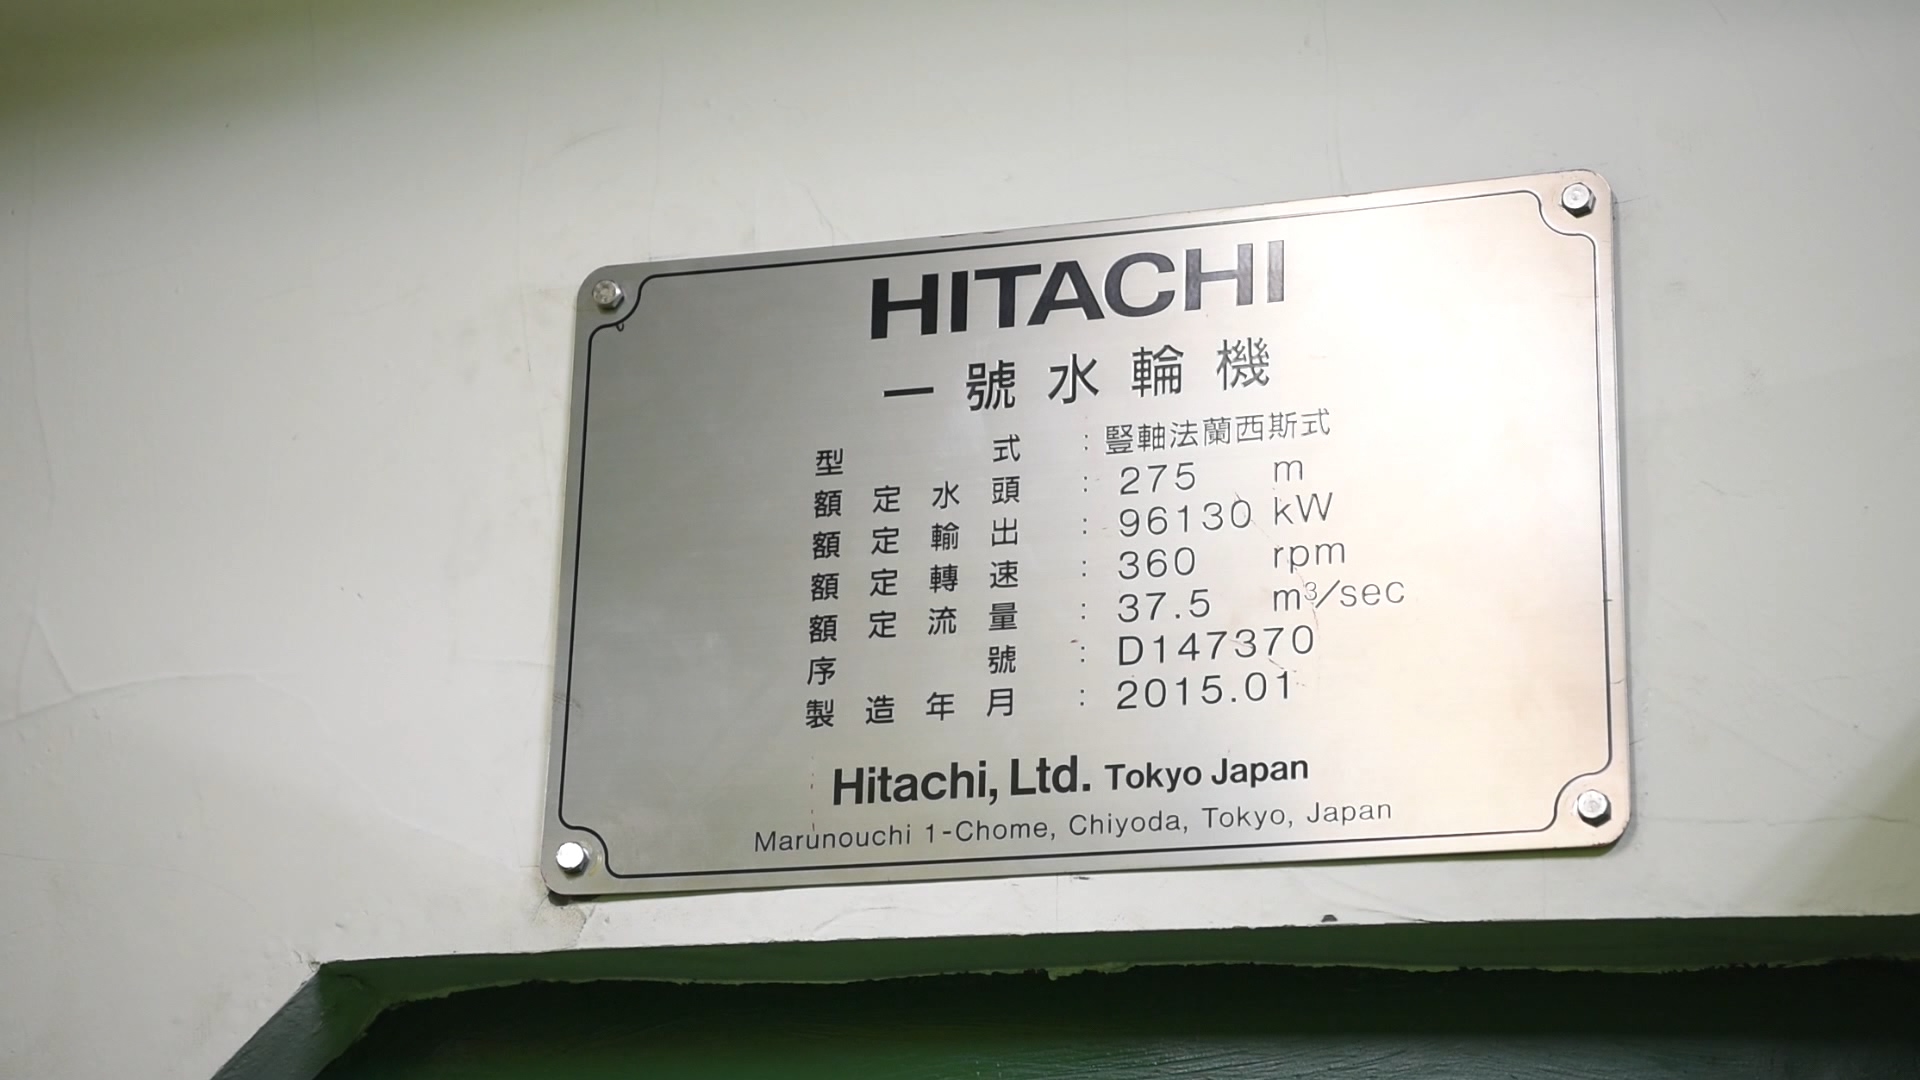 HITACHI
一號水輪機
型式：豎軸法蘭西斯式
額定水頭：275 m
額定輸出：96130 kW
額定轉速：360 rpm
額定流量：37.5 m³/sec
序號：D147370
製造年月：2015.01
Hitachi, Ltd. Tokyo Japan
Marunouchi 1-Chome, Chiyoda, Tokyo, Japan